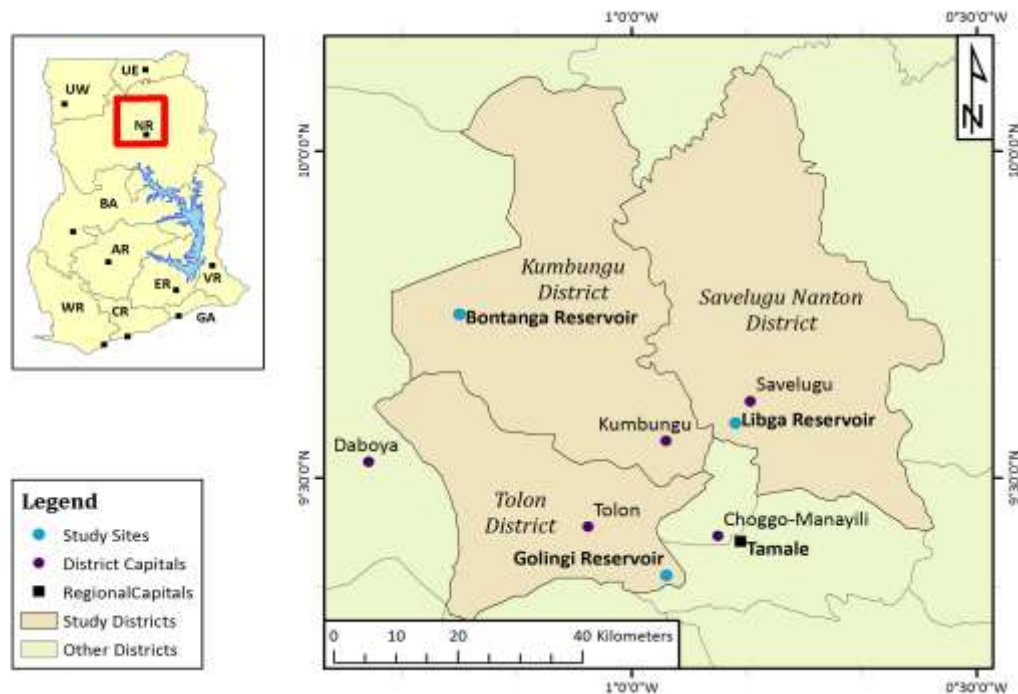 1°0'0"W
0°30'0"W
UE
UW
NR
BA
AR
ER
VR
WR
CR
GA
N
10°0'0"N
10°0'0"N
Kumbungu
District
Savelugu Nanton
District
Bontanga Reservoir
Savelugu
Libga Reservoir
Kumbungu
Daboya
9°30'0"N
9°30'0"N
Tolon
District
Tolon
Choggo-Manayili
Tamale
Golingi Reservoir
Legend
Study Sites
District Capitals
RegionalCapitals
Study Districts
Other Districts
0 10 20 40 Kilometers
1°0'0"W
0°30'0"W